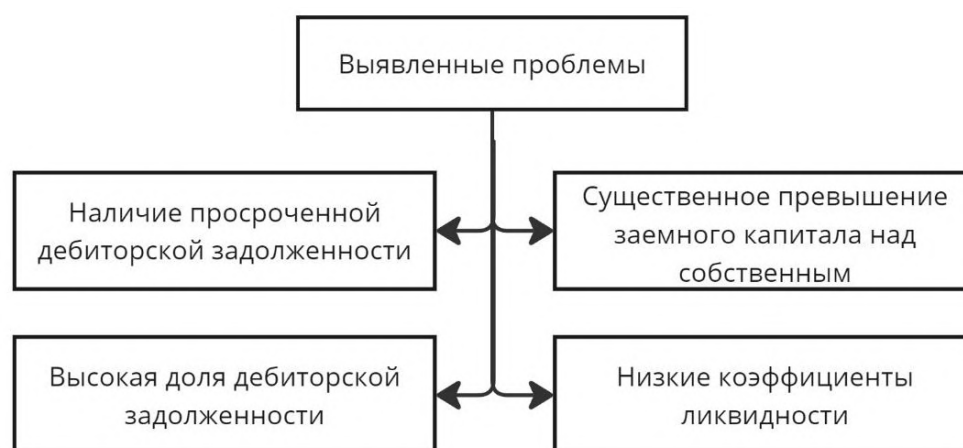 Выявленные проблемы
Наличие просроченной
дебиторской задолженности
Существенное превышение
заемного капитала над
собственным
Высокая доля дебиторской
задолженности
Низкие коэффициенты
ликвидности